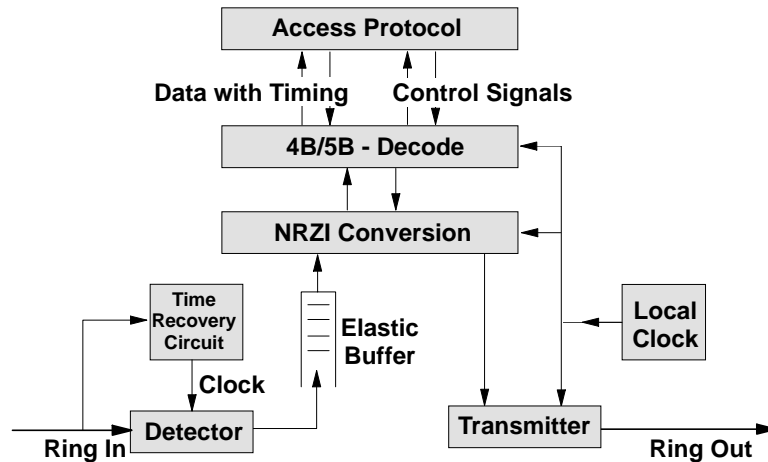 Access Protocol
Data with Timing
Control Signals
4B/5B - Decode
NRZI Conversion
Time
Recovery
Circuit
Elastic
Buffer
Local
Clock
Clock
Ring In
Detector
Transmitter
Ring Out